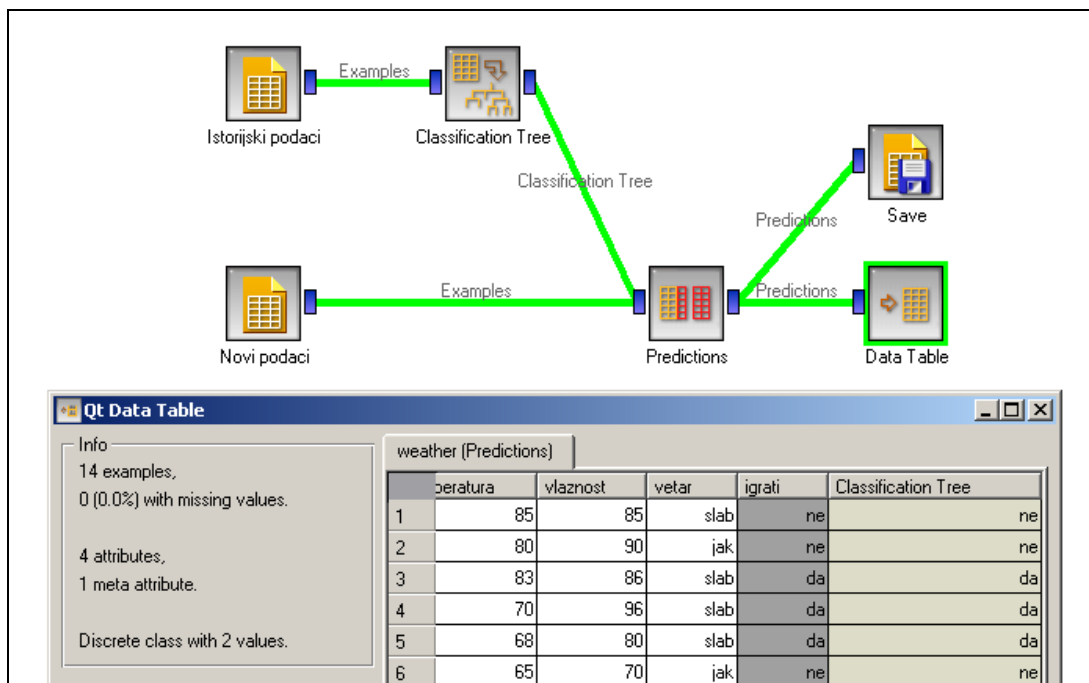 Examples
Istorijski podaci
Classification Tree
Classification Tree
Predictions
Save
Examples
Predictions
Novi podaci
Predictions
Data Table
Qt Data Table
Info
14 examples,
0 (0.0%) with missing values.
4 attributes,
1 meta attribute.
Discrete class with 2 values.
weather (Predictions)
peratura vlaznost vetar igrati Classification Tree
1 85 85 slab ne ne
2 80 90 jak ne ne
3 83 86 slab da da
4 70 96 slab da da
5 68 80 slab da da
6 65 70 jak ne ne